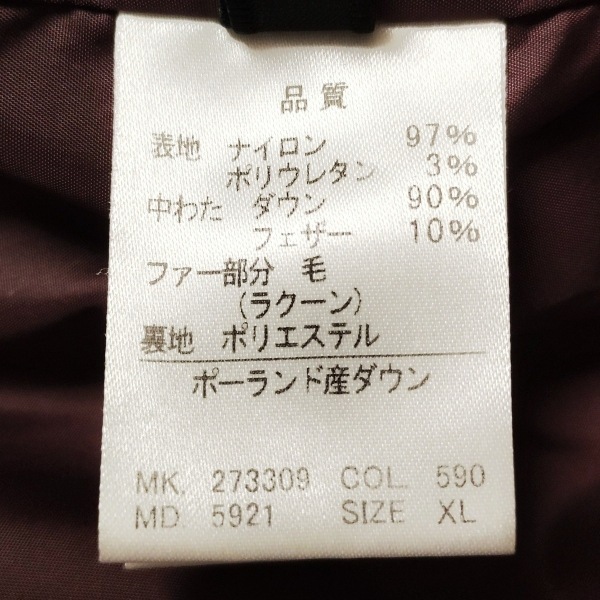 品質
表地 ナイロン 97%
ポリウレタン 3%
中わた ダウン 90%
フェザー 10%
ファー部分 毛
(ラクーン)
裏地 ポリエステル
ポーランド産ダウン
MK. 273309 COL. 590
MD. 5921 SIZE XL